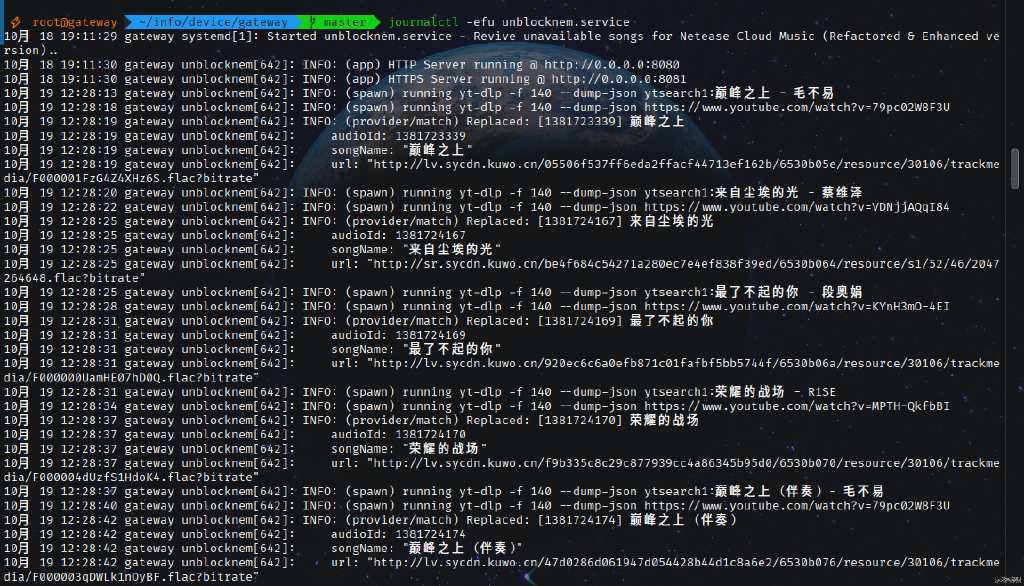 root@gateway ~/info/device/gateway master journalctl -efu unblocknem.service
10月 18 19:11:29 gateway systemd[1]: Started unblocknem.service - Revive unavailable songs for Netease Cloud Music (Refactored & Enhanced ve
rsion)..
10月 18 19:11:30 gateway unblocknem[642]: INFO: (app) HTTP Server running @ http://0.0.0.0:8080
10月 18 19:11:30 gateway unblocknem[642]: INFO: (app) HTTPS Server running @ http://0.0.0.0:8081
10月 19 12:28:13 gateway unblocknem[642]: INFO: (spawn) running yt-dlp -f 140 --dump-json ytsearch1:巅峰之上 - 毛不易
10月 19 12:28:18 gateway unblocknem[642]: INFO: (spawn) running yt-dlp -f 140 --dump-json https://www.youtube.com/watch?v=79pc02W8F3U
10月 19 12:28:19 gateway unblocknem[642]: INFO: (provider/match) Replaced: [1381723339] 巅峰之上
10月 19 12:28:19 gateway unblocknem[642]: audioId: 1381723339
10月 19 12:28:19 gateway unblocknem[642]: songName: "巅峰之上"
10月 19 12:28:19 gateway unblocknem[642]: url: "http://lv.sycdn.kuwo.cn/05506f537ff6eda2ffacf44713ef162b/6530b05e/resource/30106/trackme
dia/F000001FzG4Z4XHz6S.flac?bitrate"
10月 19 12:28:20 gateway unblocknem[642]: INFO: (spawn) running yt-dlp -f 140 --dump-json ytsearch1:来自尘埃的光 - 蔡维泽
10月 19 12:28:22 gateway unblocknem[642]: INFO: (spawn) running yt-dlp -f 140 --dump-json https://www.youtube.com/watch?v=VDNjjAQqI84
10月 19 12:28:25 gateway unblocknem[642]: INFO: (provider/match) Replaced: [1381724167] 来自尘埃的光
10月 19 12:28:25 gateway unblocknem[642]: audioId: 1381724167
10月 19 12:28:25 gateway unblocknem[642]: songName: "来自尘埃的光"
10月 19 12:28:25 gateway unblocknem[642]: url: "http://sr.sycdn.kuwo.cn/be4f684c54271a280ec7e4ef838f39ed/6530b064/resource/s1/52/46/2047
264648.flac?bitrate"
10月 19 12:28:25 gateway unblocknem[642]: INFO: (spawn) running yt-dlp -f 140 --dump-json ytsearch1:最了不起的你 - 段奥娟
10月 19 12:28:28 gateway unblocknem[642]: INFO: (spawn) running yt-dlp -f 140 --dump-json https://www.youtube.com/watch?v=KYnH3mO-4EI
10月 19 12:28:31 gateway unblocknem[642]: INFO: (provider/match) Replaced: [1381724169] 最了不起的你
10月 19 12:28:31 gateway unblocknem[642]: audioId: 1381724169
10月 19 12:28:31 gateway unblocknem[642]: songName: "最了不起的你"
10月 19 12:28:31 gateway unblocknem[642]: url: "http://lv.sycdn.kuwo.cn/920ec6c6a0efb871c01fafbf5bb5744f/6530b06a/resource/30106/trackme
dia/F000000UamHE07hD0Q.flac?bitrate"
10月 19 12:28:31 gateway unblocknem[642]: INFO: (spawn) running yt-dlp -f 140 --dump-json ytsearch1:荣耀的战场 - R1SE
10月 19 12:28:34 gateway unblocknem[642]: INFO: (spawn) running yt-dlp -f 140 --dump-json https://www.youtube.com/watch?v=MPTH-QkfbBI
10月 19 12:28:37 gateway unblocknem[642]: INFO: (provider/match) Replaced: [1381724170] 荣耀的战场
10月 19 12:28:37 gateway unblocknem[642]: audioId: 1381724170
10月 19 12:28:37 gateway unblocknem[642]: songName: "荣耀的战场"
10月 19 12:28:37 gateway unblocknem[642]: url: "http://lv.sycdn.kuwo.cn/f9b335c8c29c877939cc4a86345b95d0/6530b070/resource/30106/trackme
dia/F000004dUzfS1HdoK4.flac?bitrate"
10月 19 12:28:37 gateway unblocknem[642]: INFO: (spawn) running yt-dlp -f 140 --dump-json ytsearch1:巅峰之上 (伴奏) - 毛不易
10月 19 12:28:40 gateway unblocknem[642]: INFO: (spawn) running yt-dlp -f 140 --dump-json https://www.youtube.com/watch?v=79pc02W8F3U
10月 19 12:28:42 gateway unblocknem[642]: INFO: (provider/match) Replaced: [1381724174] 巅峰之上 (伴奏)
10月 19 12:28:42 gateway unblocknem[642]: audioId: 1381724174
10月 19 12:28:42 gateway unblocknem[642]: songName: "巅峰之上 (伴奏)"
10月 19 12:28:42 gateway unblocknem[642]: url: "http://lv.sycdn.kuwo.cn/47d0286d061947d054428b44d1c8a6e2/6530b076/resource/30106/trackme
dia/F000003qDWLk1nOyBF.flac?bitrate"